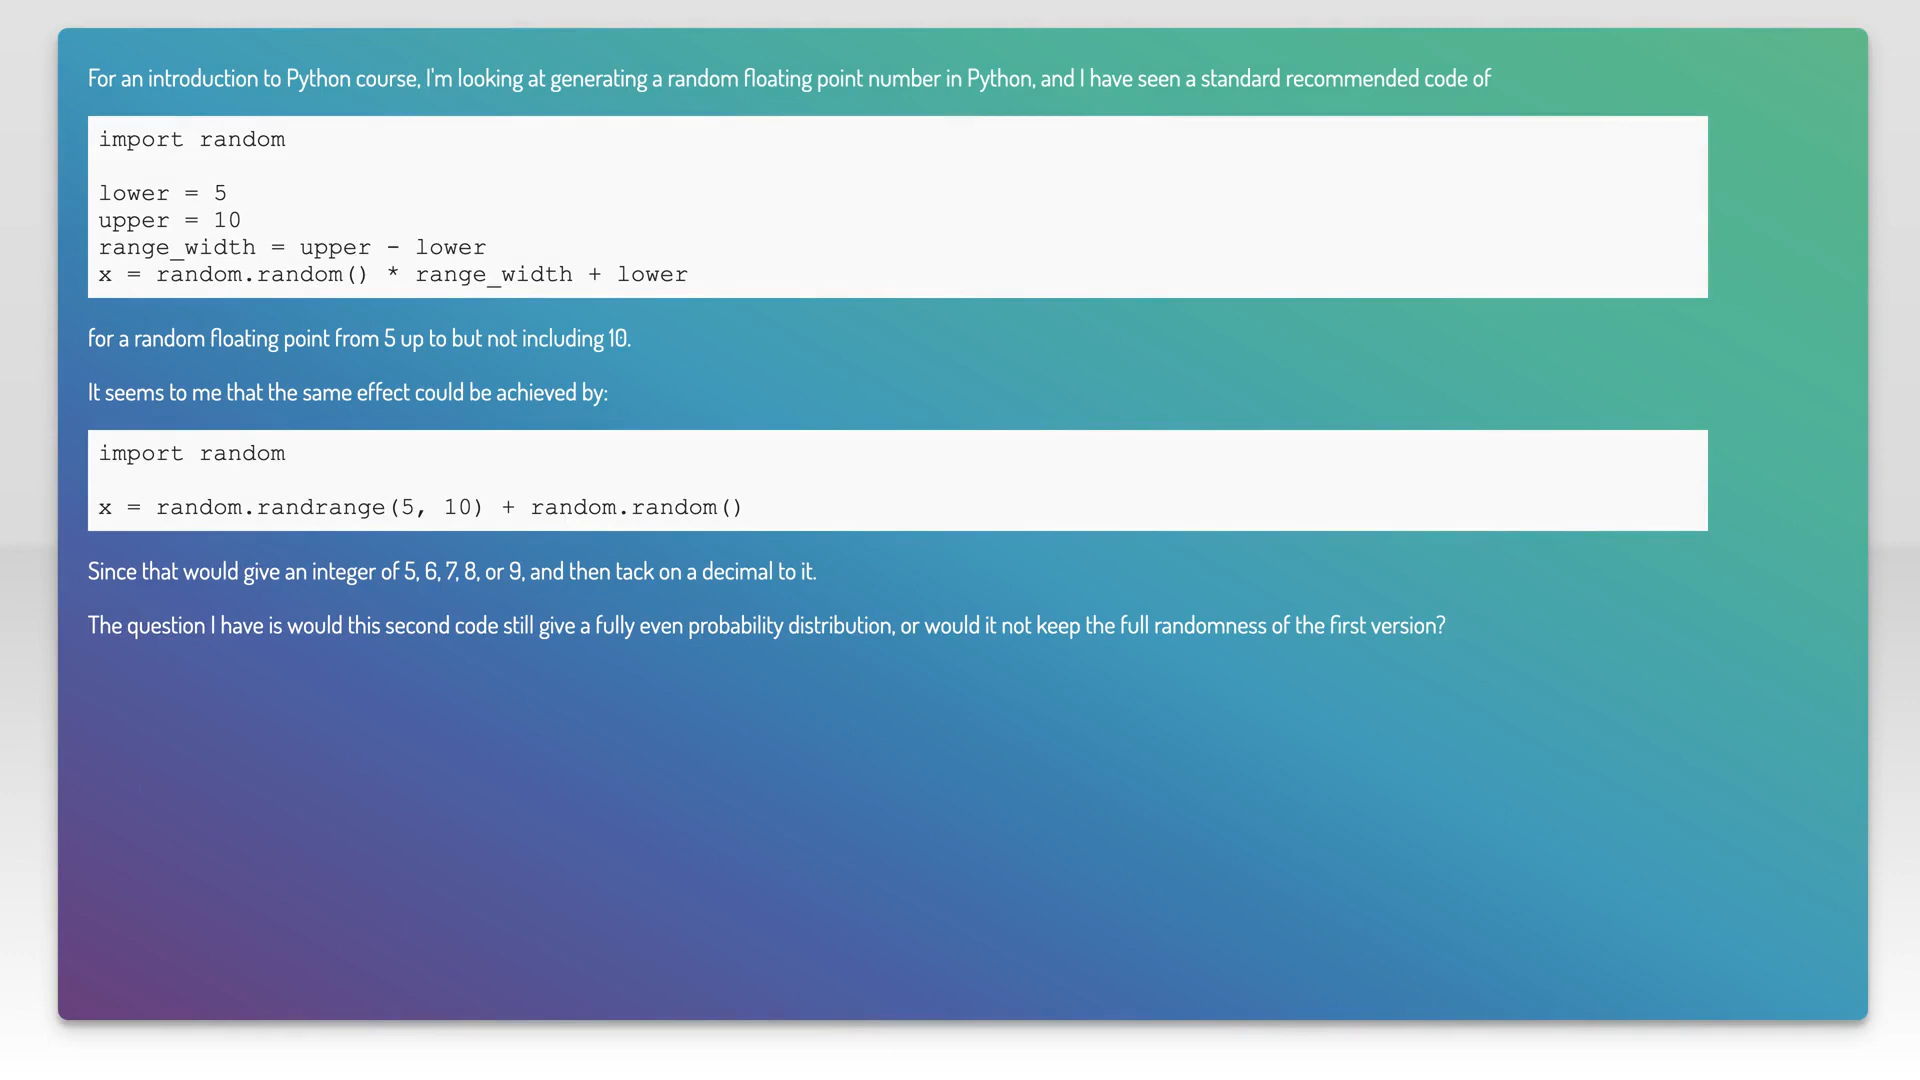 For an introduction to Python course, I'm looking at generating a random floating point number in Python, and I have seen a standard recommended code of
import random
lower = 5
upper = 10
range_width = upper - lower
x = random.random() * range_width + lower
for a random floating point from 5 up to but not including 10.
It seems to me that the same effect could be achieved by:
import random
x = random.randrange(5, 10) + random.random()
Since that would give an integer of 5, 6, 7, 8, or 9, and then tack on a decimal to it.
The question I have is would this second code still give a fully even probability distribution, or would it not keep the full randomness of the first version?